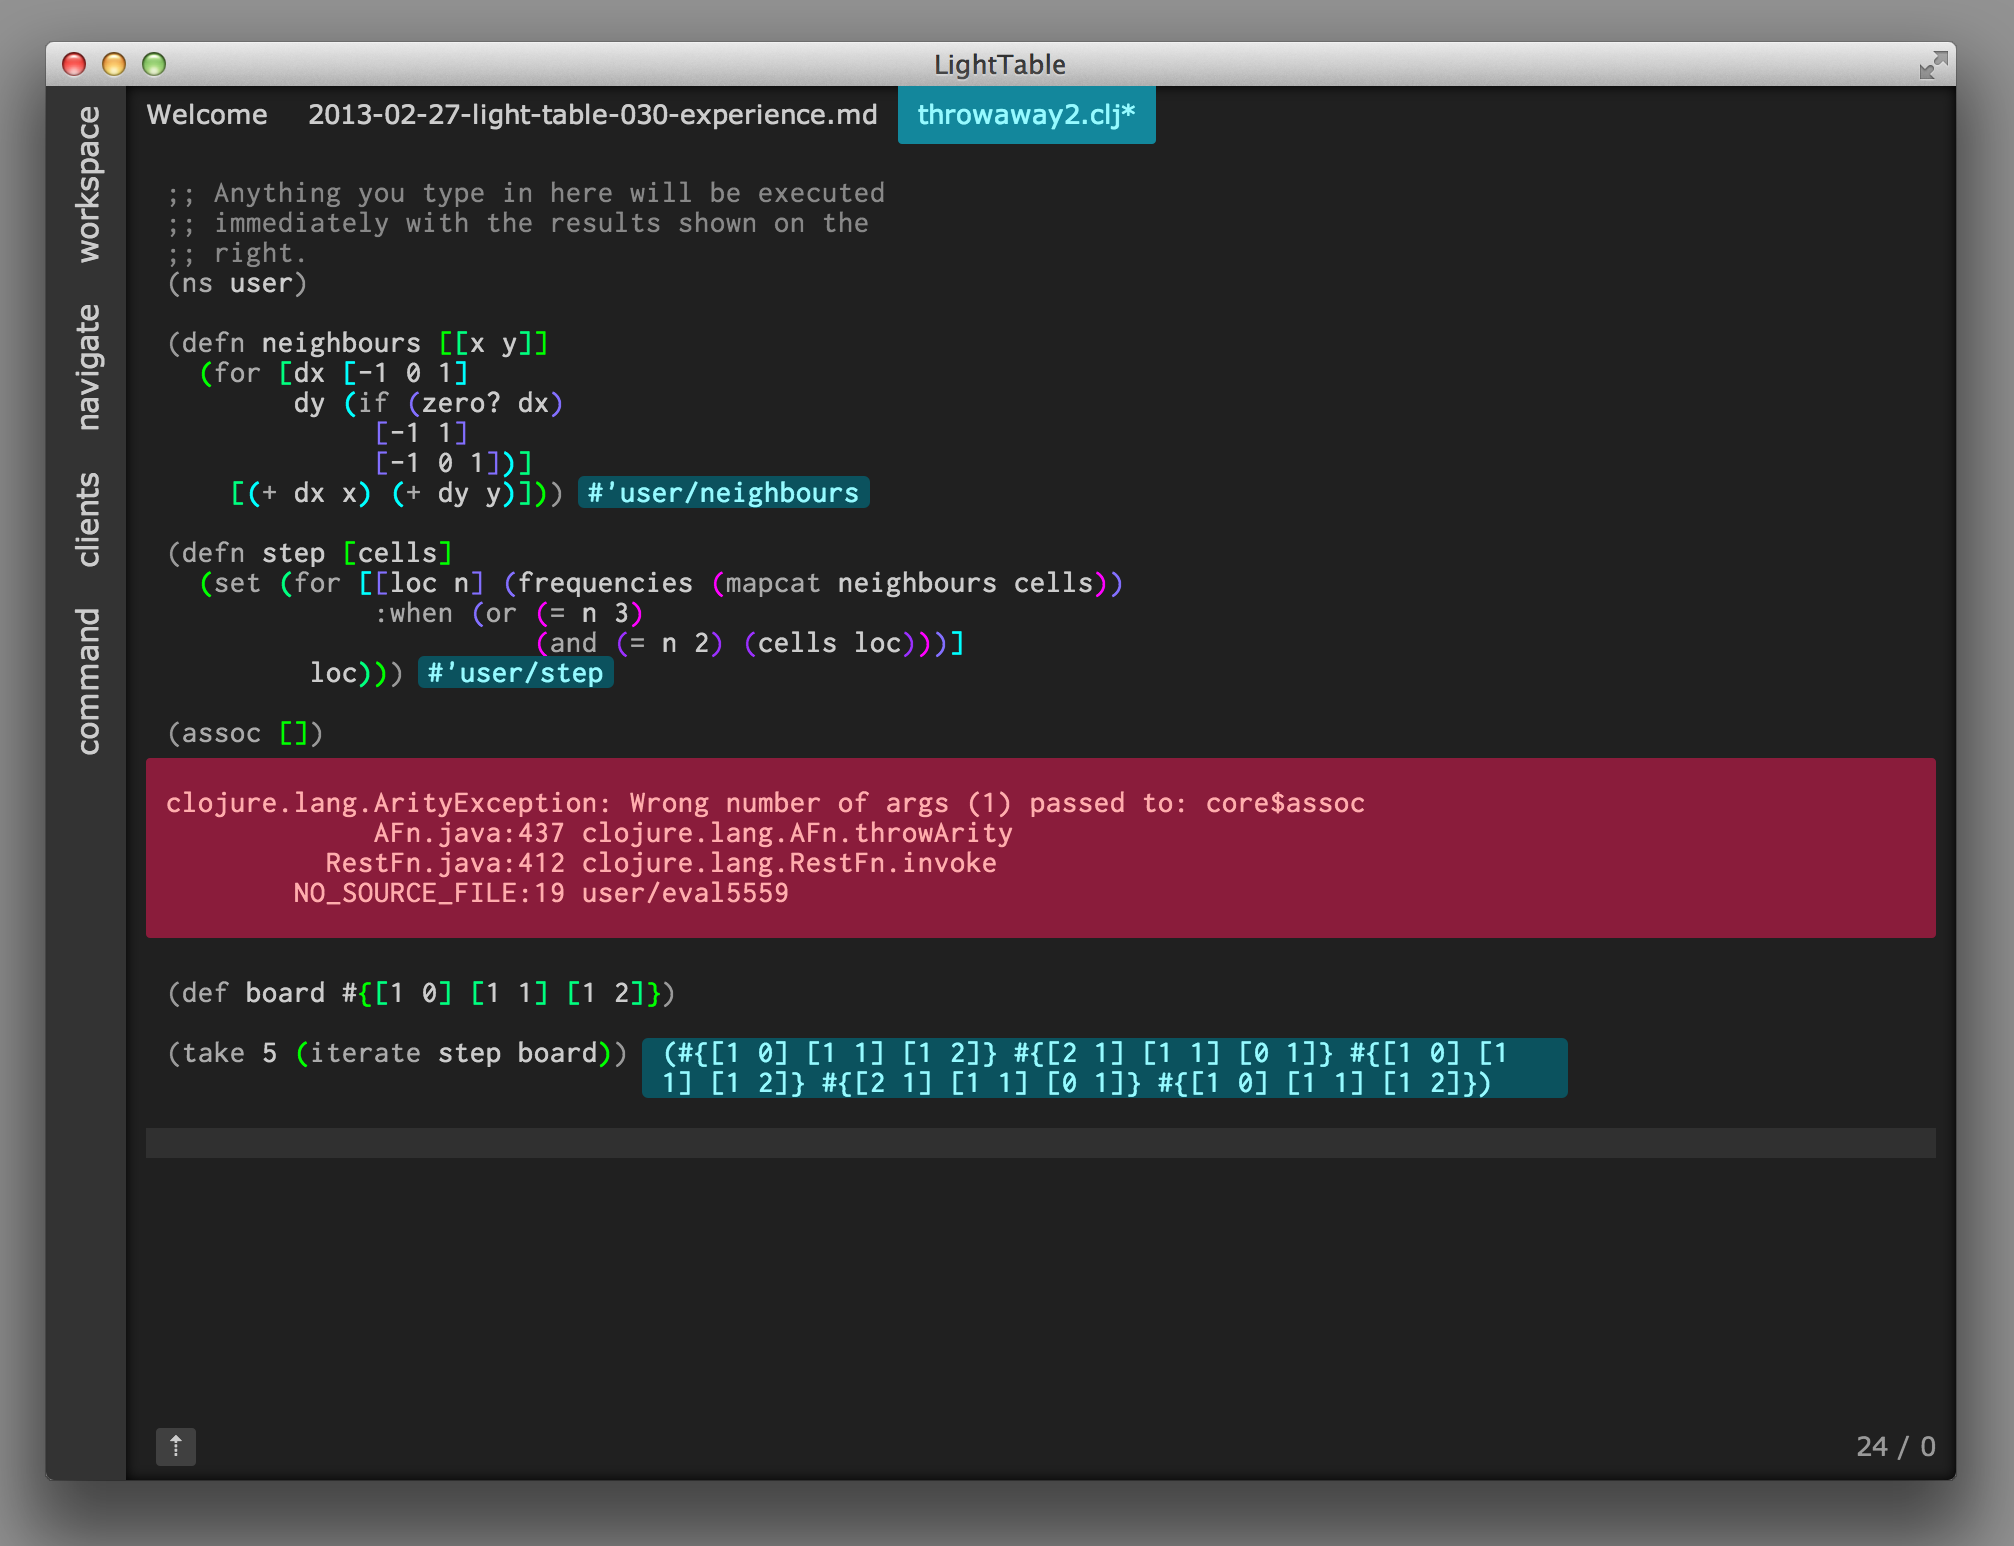 LightTable
workspace
navigate
clients
command
Welcome 2013-02-27-light-table-030-experience.md throwaway2.clj*
;; Anything you type in here will be executed
;; immediately with the results shown on the
;; right.
(ns user)
(defn neighbours [[x y]]
(for [dx [-1 0 1]
dy (if (zero? dx)
[-1 1]
[-1 0 1])]
[(+ dx x) (+ dy y)])) #'user/neighbours
(defn step [cells]
(set (for [[loc n] (frequencies (mapcat neighbours cells))
:when (or (= n 3)
(and (= n 2) (cells loc)))]
loc))) #'user/step
(assoc [])
clojure.lang.ArityException: Wrong number of args (1) passed to: core$assoc
AFn.java:437 clojure.lang.AFn.throwArity
RestFn.java:412 clojure.lang.RestFn.invoke
NO_SOURCE_FILE:19 user/eval5559
(def board #{[1 0] [1 1] [1 2]})
(take 5 (iterate step board)) (#{[1 0] [1 1] [1 2]} #{[2 1] [1 1] [0 1]} #{[1 0] [1
1] [1 2]} #{[2 1] [1 1] [0 1]} #{[1 0] [1 1] [1 2]})
24 / 0